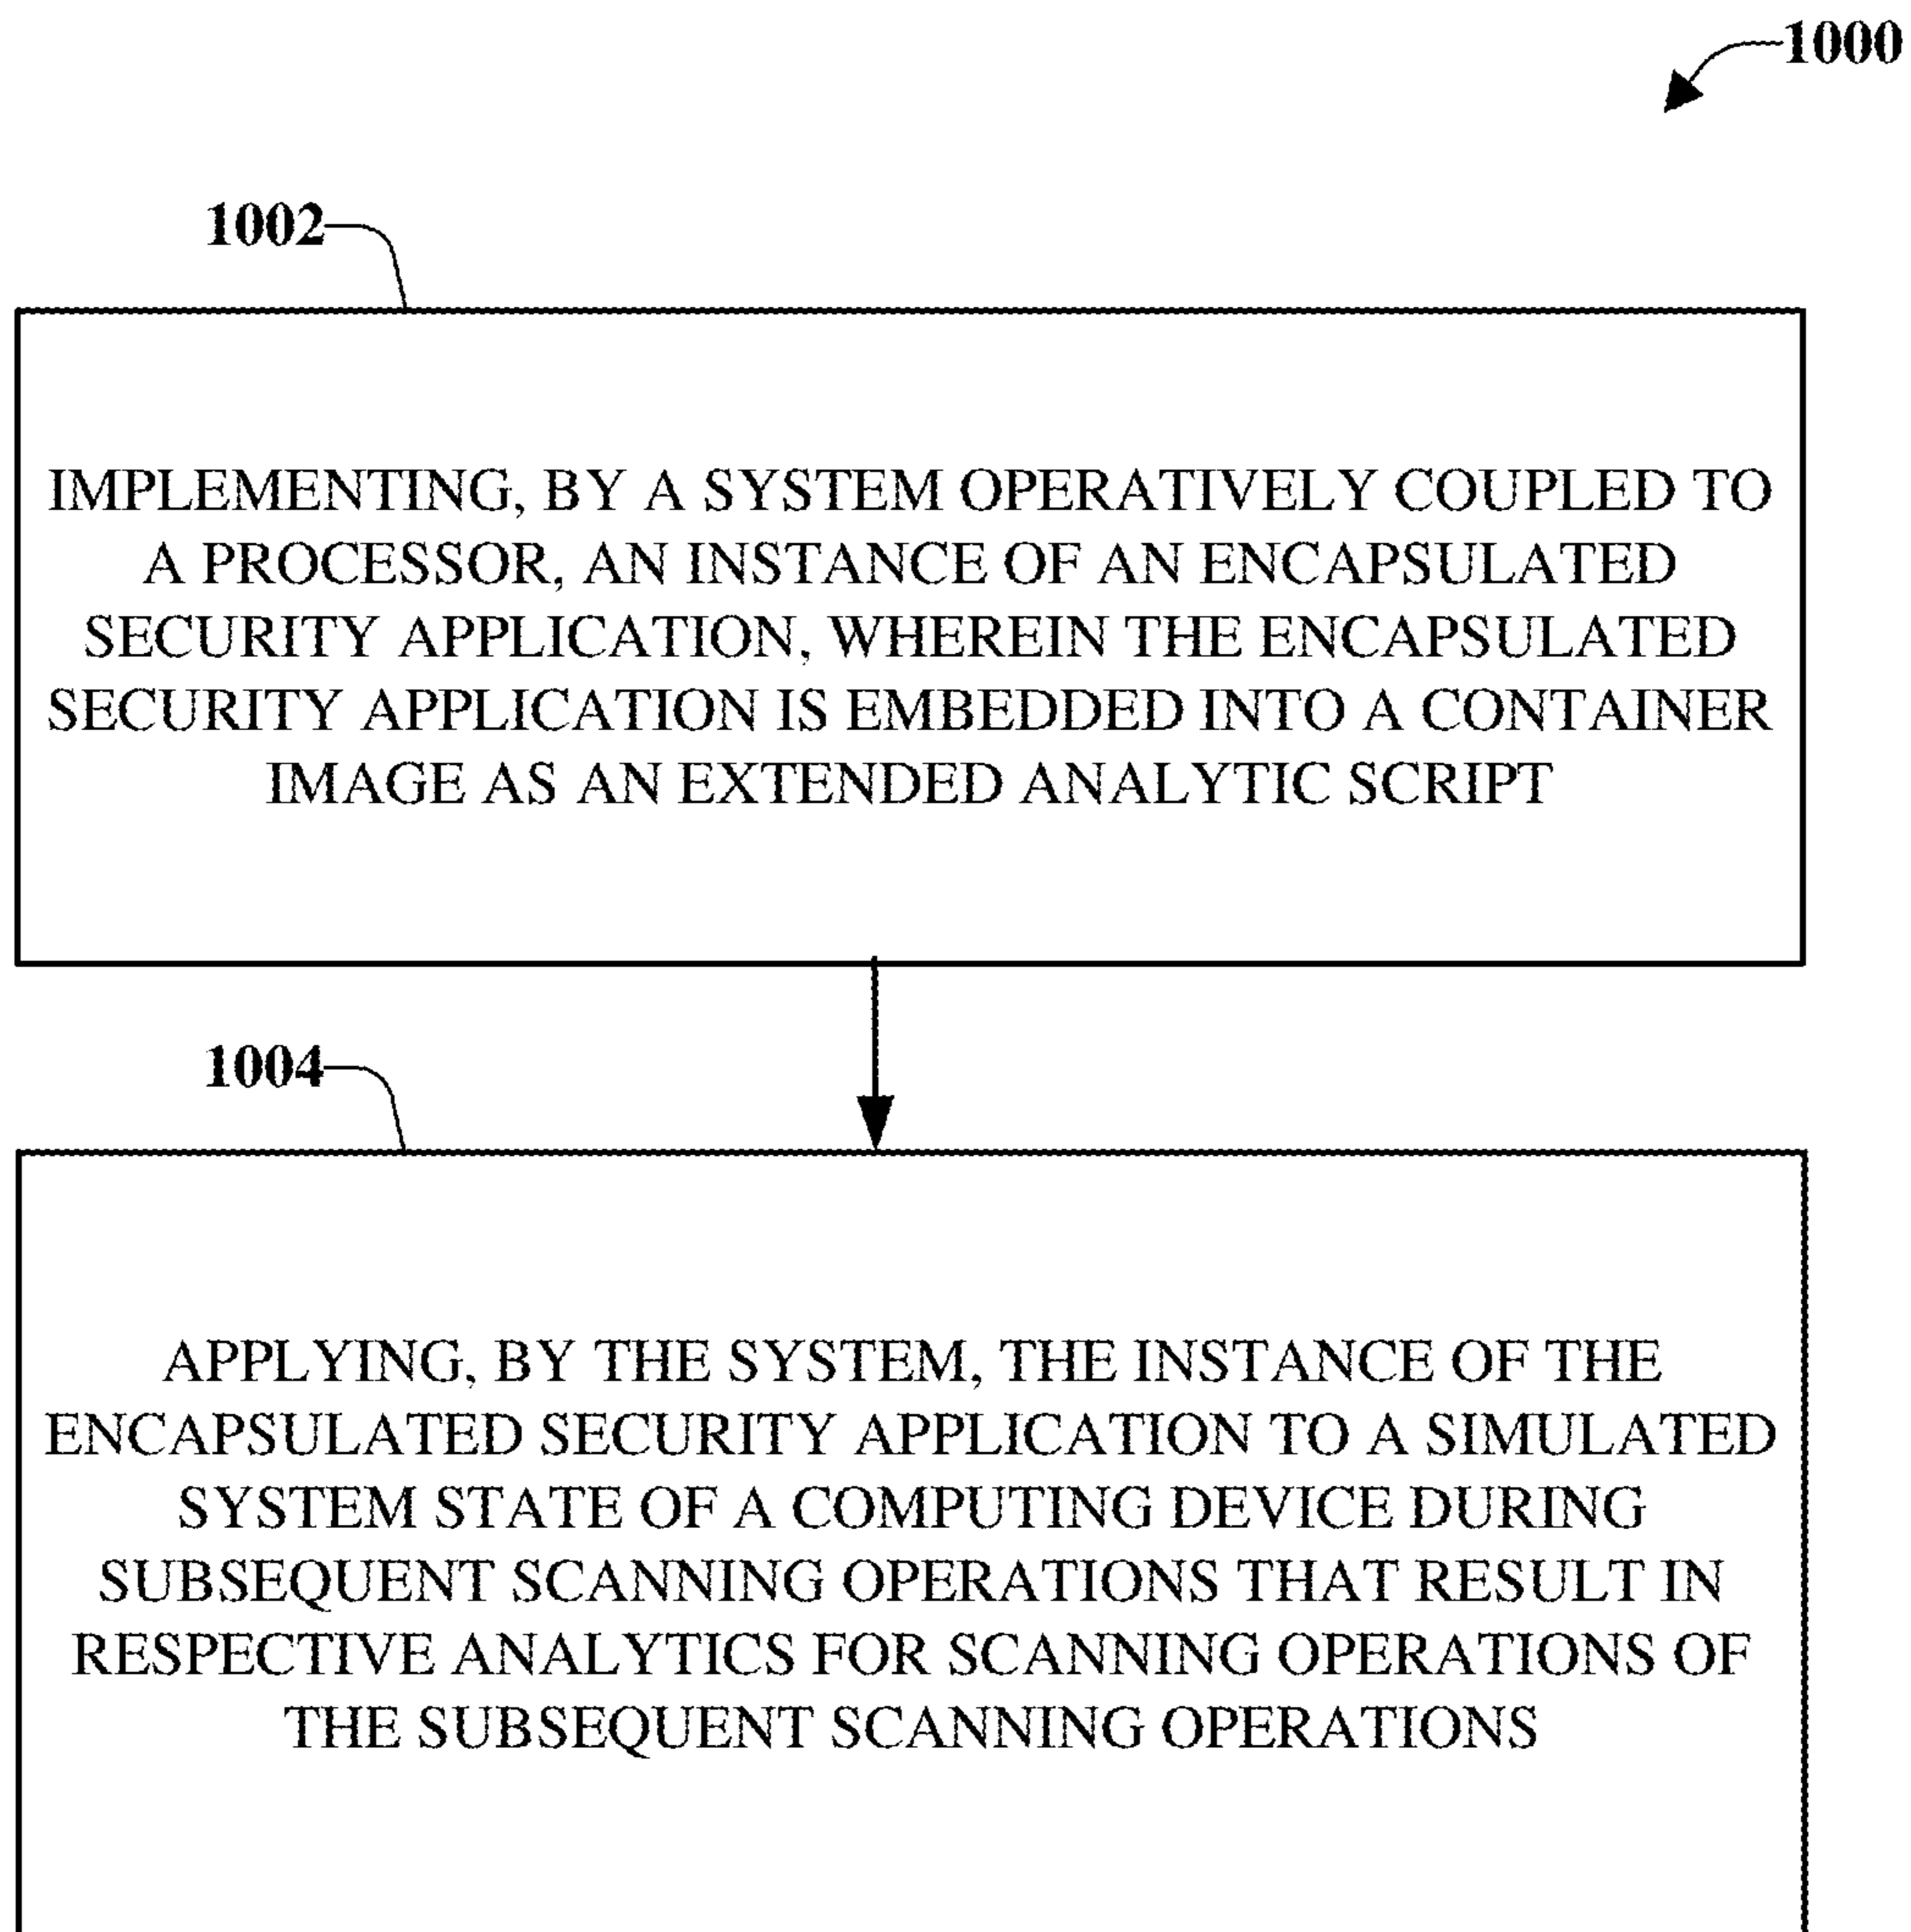 1000
1002
IMPLEMENTING, BY A SYSTEM OPERATIVELY COUPLED TO
A PROCESSOR, AN INSTANCE OF AN ENCAPSULATED
SECURITY APPLICATION, WHEREIN THE ENCAPSULATED
SECURITY APPLICATION IS EMBEDDED INTO A CONTAINER
IMAGE AS AN EXTENDED ANALYTIC SCRIPT
1004
APPLYING, BY THE SYSTEM, THE INSTANCE OF THE
ENCAPSULATED SECURITY APPLICATION TO A SIMULATED
SYSTEM STATE OF A COMPUTING DEVICE DURING
SUBSEQUENT SCANNING OPERATIONS THAT RESULT IN
RESPECTIVE ANALYTICS FOR SCANNING OPERATIONS OF
THE SUBSEQUENT SCANNING OPERATIONS